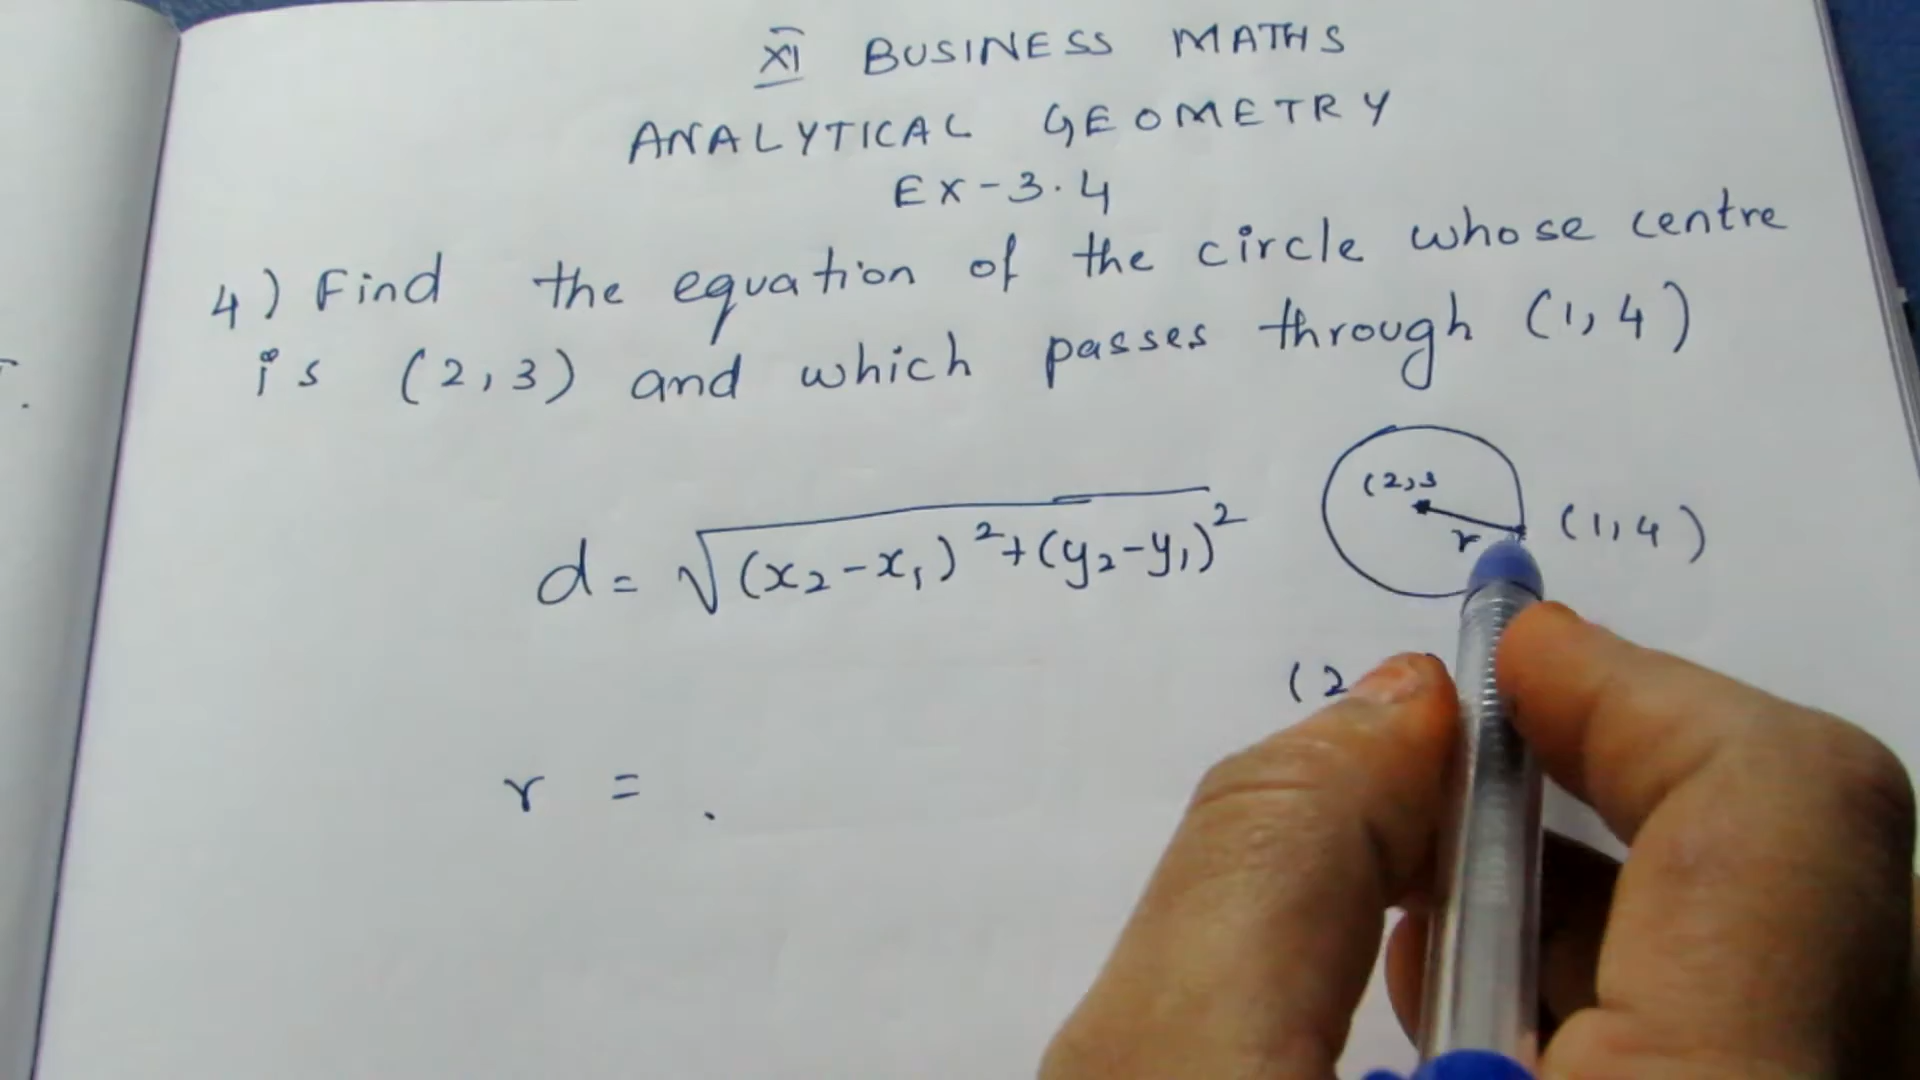 XI BUSINESS MATHS
ANALYTICAL GEOMETRY
EX-3.4
4) Find the equation of the circle whose centre
is (2,3) and which passes through (1,4)
(2,3
d = √(x₂-x₁)²+(y₂-y₁)²
r
(1,4)
(2
r = .